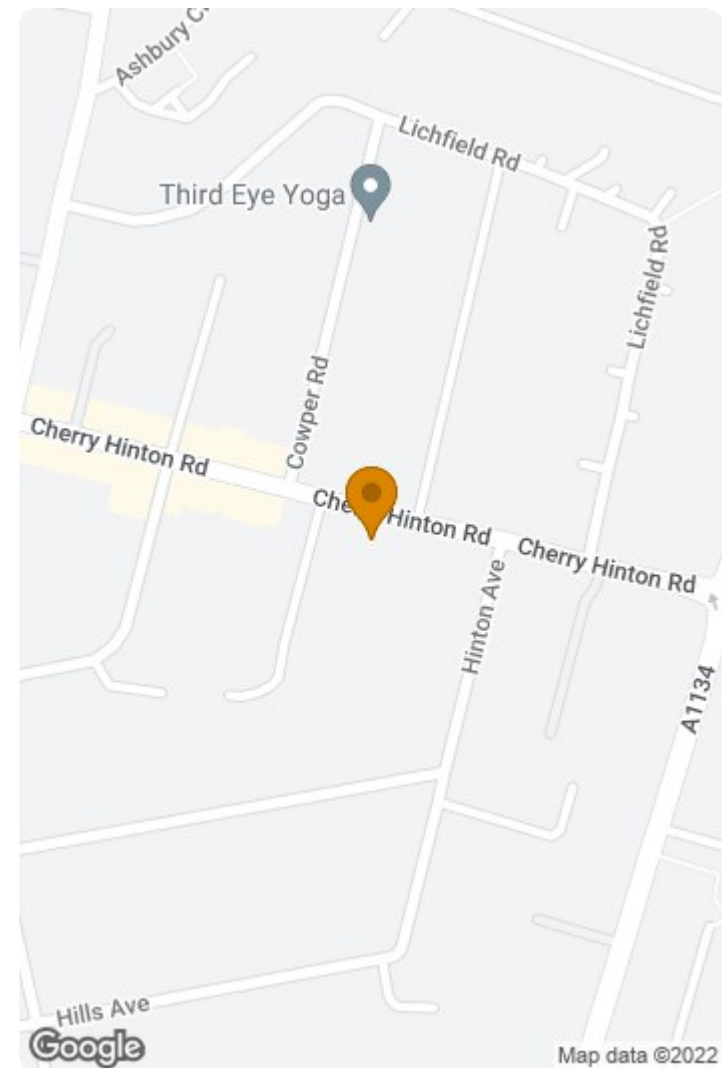 Ashbury C
Lichfield Rd
Third Eye Yoga
Lichfield Rd
Cowper Rd
Cherry Hinton Rd
Che Hinton Rd
Cherry Hinton Rd
Hinton Ave
A1134
Hills Ave
Google
Map data ©2022